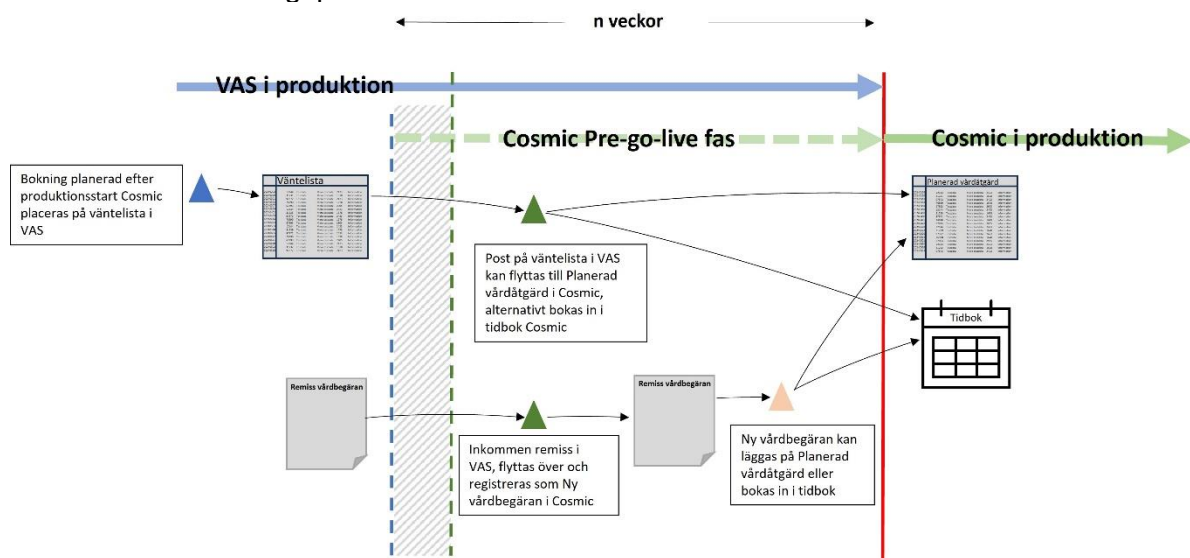 n veckor
VAS i produktion
Cosmic Pre-go-live fas
Cosmic i produktion
Bokning planerad efter
produktionsstart Cosmic
placeras på väntelista i
VAS
Väntelista
Planerad vårdåtgärd
Post på väntelista i VAS
kan flyttas till Planerad
vårdåtgärd i Cosmic,
alternativt bokas in i
tidbok Cosmic
Tidbok
Remiss vårdbegäran
Remiss vårdbegäran
Inkommen remiss i
VAS, flyttas över och
registreras som Ny
vårdbegäran i Cosmic
Ny vårdbegäran kan
läggas på Planerad
vårdåtgärd eller
bokas in i tidbok